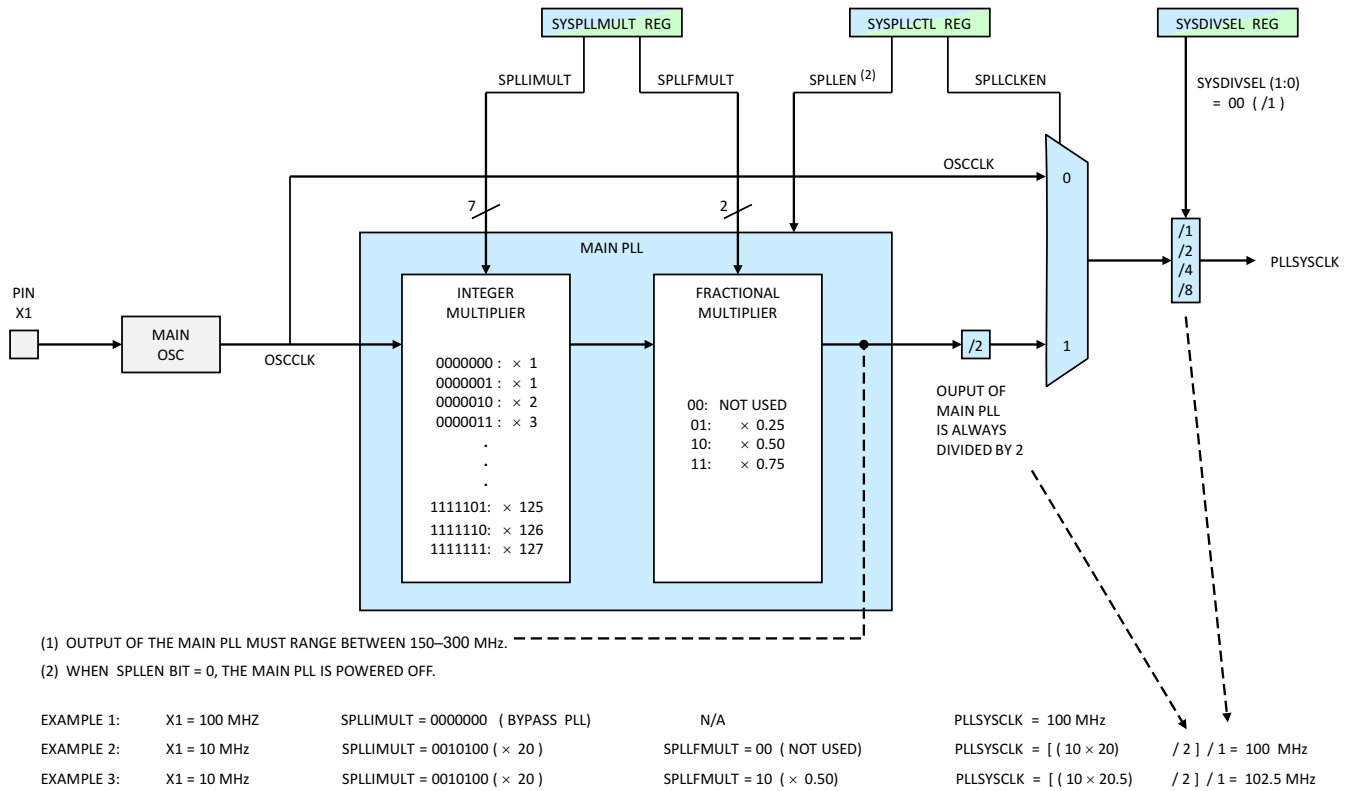 SYSPLLMULT REG
SYSPLLCTL REG
SYSDIVSEL REG
SPLLIMULT
SPLLFMULT
SPLLEN (2)
SPLLCLKEN
SYSDIVSEL (1:0)
= 00 ( /1 )
OSCCLK
0
7
2
MAIN PLL
/1
/2
/4
/8
PLLSYSCLK
PIN
X1
MAIN
OSC
OSCCLK
INTEGER
MULTIPLIER
0000000 : × 1
0000001 : × 1
0000010 : × 2
0000011 : × 3
.
.
.
1111101: × 125
1111110: × 126
1111111: × 127
FRACTIONAL
MULTIPLIER
00: NOT USED
01: × 0.25
10: × 0.50
11: × 0.75
/2
1
OUPUT OF
MAIN PLL
IS ALWAYS
DIVIDED BY 2
(1) OUTPUT OF THE MAIN PLL MUST RANGE BETWEEN 150–300 MHz.
(2) WHEN SPLLEN BIT = 0, THE MAIN PLL IS POWERED OFF.
EXAMPLE 1: X1 = 100 MHZ SPLLIMULT = 0000000 ( BYPASS PLL) N/A PLLSYSCLK = 100 MHz
EXAMPLE 2: X1 = 10 MHz SPLLIMULT = 0010100 ( × 20 ) SPLLFMULT = 00 ( NOT USED) PLLSYSCLK = [ ( 10 × 20) / 2 ] / 1 = 100 MHz
EXAMPLE 3: X1 = 10 MHz SPLLIMULT = 0010100 ( × 20 ) SPLLFMULT = 10 ( × 0.50) PLLSYSCLK = [ ( 10 × 20.5) / 2 ] / 1 = 102.5 MHz